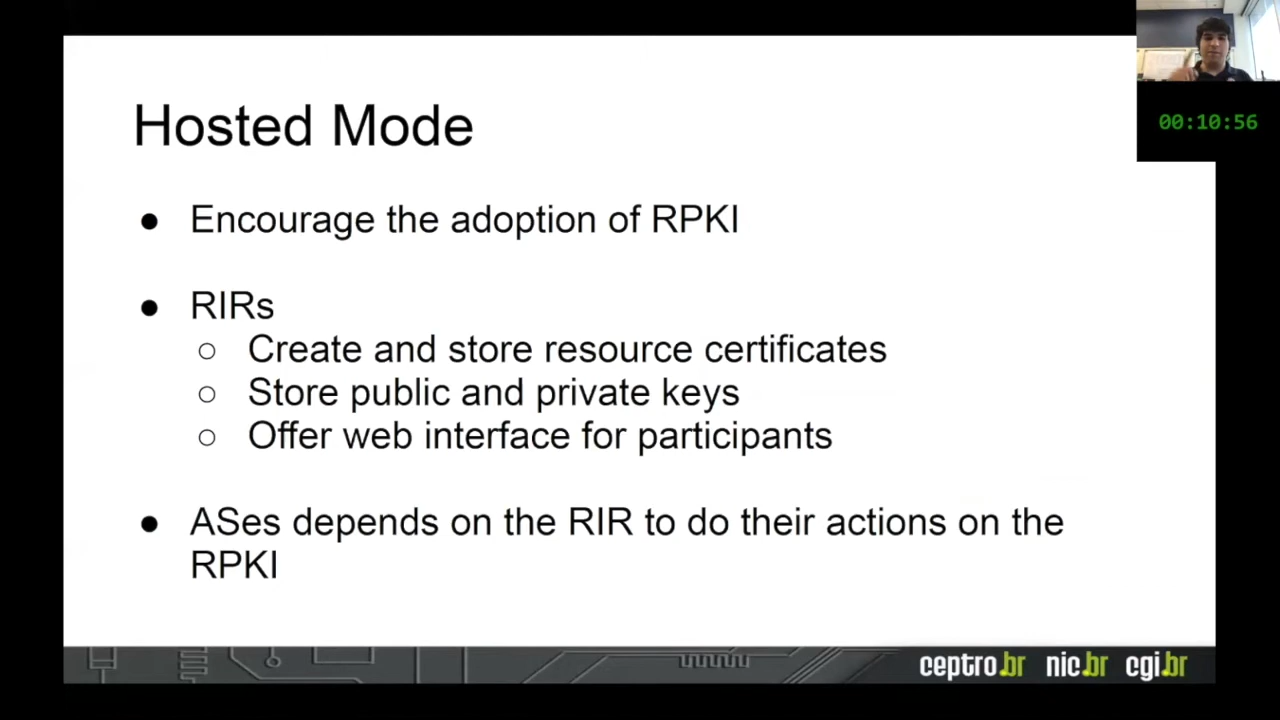 00:10:56
Hosted Mode
● Encourage the adoption of RPKI
● RIRs
○ Create and store resource certificates
○ Store public and private keys
○ Offer web interface for participants
● ASes depends on the RIR to do their actions on the
RPKI
ceptro.br nic.br cgi.br